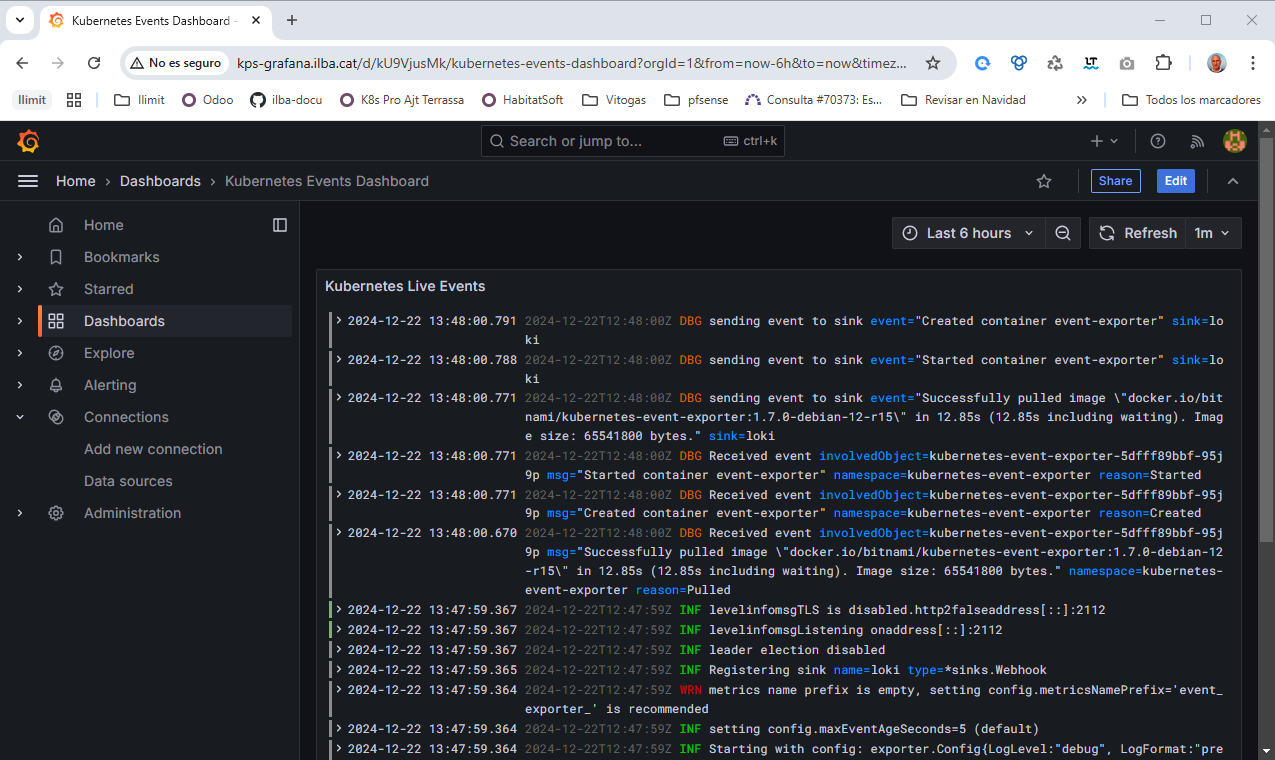 Kubernetes Events Dashboard -
No es seguro
kps-grafana.ilba.cat/d/kU9VjusMk/kubernetes-events-dashboard?orgId=1&from=now-6h&to=now&timez...
LT
Ilimit
Ilimit
Odoo
ilba-docu
K8s Pro Ajt Terrassa
HabitatSoft
Vitogas
pfsense
Consulta #70373: Es...
Revisar en Navidad
»
Todos los marcadores
Search or jump to...
ctrl+k
Home › Dashboards › Kubernetes Events Dashboard
Share
Edit
Home
Bookmarks
Starred
Dashboards
Explore
Alerting
Connections
Add new connection
Data sources
Administration
Last 6 hours
Refresh
1m
Kubernetes Live Events
2024-12-22 13:48:00.791 2024-12-22T12:48:00Z DBG sending event to sink event="Created container event-exporter" sink=lo
ki
2024-12-22 13:48:00.788 2024-12-22T12:48:00Z DBG sending event to sink event="Started container event-exporter" sink=lo
ki
2024-12-22 13:48:00.771 2024-12-22T12:48:00Z DBG sending event to sink event="Successfully pulled image \"docker.io/bit
nami/kubernetes-event-exporter:1.7.0-debian-12-r15\" in 12.85s (12.85s including waiting). Imag
e size: 65541800 bytes." sink=loki
2024-12-22 13:48:00.771 2024-12-22T12:48:00Z DBG Received event involvedObject=kubernetes-event-exporter-5dfff89bbf-95j
9p msg="Started container event-exporter" namespace=kubernetes-event-exporter reason=Started
2024-12-22 13:48:00.771 2024-12-22T12:48:00Z DBG Received event involvedObject=kubernetes-event-exporter-5dfff89bbf-95j
9p msg="Created container event-exporter" namespace=kubernetes-event-exporter reason=Created
2024-12-22 13:48:00.670 2024-12-22T12:48:00Z DBG Received event involvedObject=kubernetes-event-exporter-5dfff89bbf-95j
9p msg="Successfully pulled image \"docker.io/bitnami/kubernetes-event-exporter:1.7.0-debian-12
-r15\" in 12.85s (12.85s including waiting). Image size: 65541800 bytes." namespace=kubernetes-
event-exporter reason=Pulled
2024-12-22 13:47:59.367 2024-12-22T12:47:59Z INF levelinfomsgTLS is disabled.http2falseaddress[::]:2112
2024-12-22 13:47:59.367 2024-12-22T12:47:59Z INF levelinfomsgListening onaddress[::]:2112
2024-12-22 13:47:59.367 2024-12-22T12:47:59Z INF leader election disabled
2024-12-22 13:47:59.365 2024-12-22T12:47:59Z INF Registering sink name=loki type=*sinks.Webhook
2024-12-22 13:47:59.364 2024-12-22T12:47:59Z WRN metrics name prefix is empty, setting config.metricsNamePrefix='event_
exporter_' is recommended
2024-12-22 13:47:59.364 2024-12-22T12:47:59Z INF setting config.maxEventAgeSeconds=5 (default)
2024-12-22 13:47:59.364 2024-12-22T12:47:59Z INF Starting with config: exporter.Config{LogLevel:"debug", LogFormat:"pre